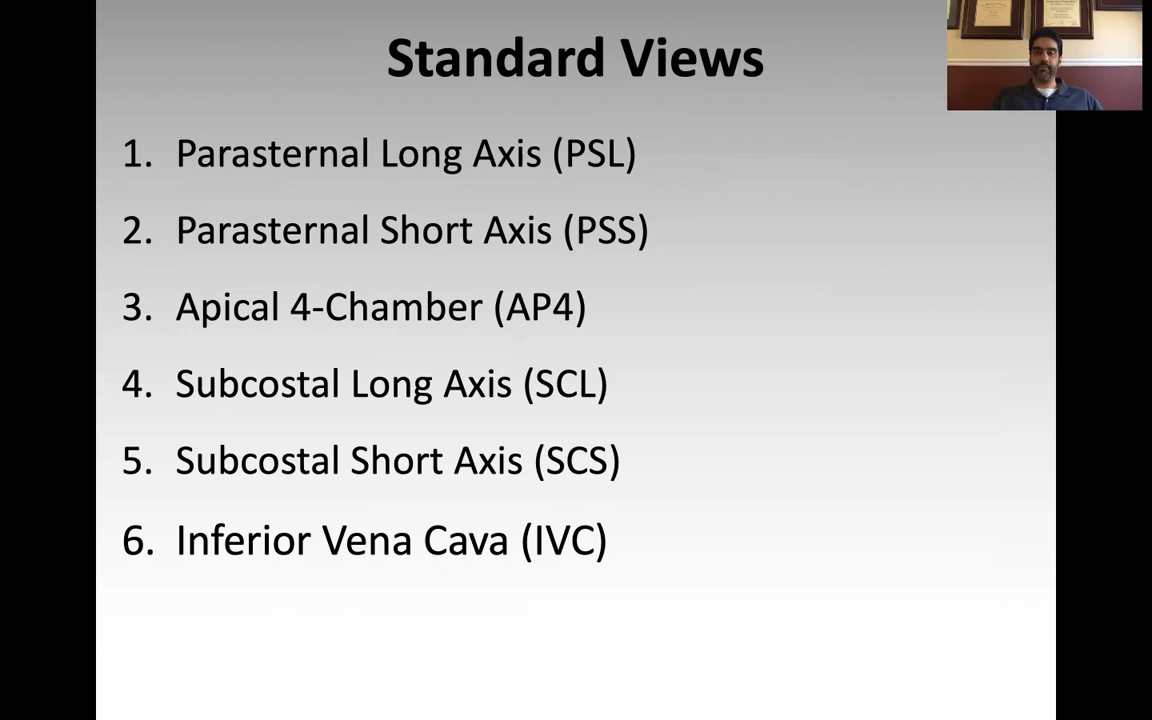 Standard Views
1. Parasternal Long Axis (PSL)
2. Parasternal Short Axis (PSS)
3. Apical 4-Chamber (AP4)
4. Subcostal Long Axis (SCL)
5. Subcostal Short Axis (SCS)
6. Inferior Vena Cava (IVC)